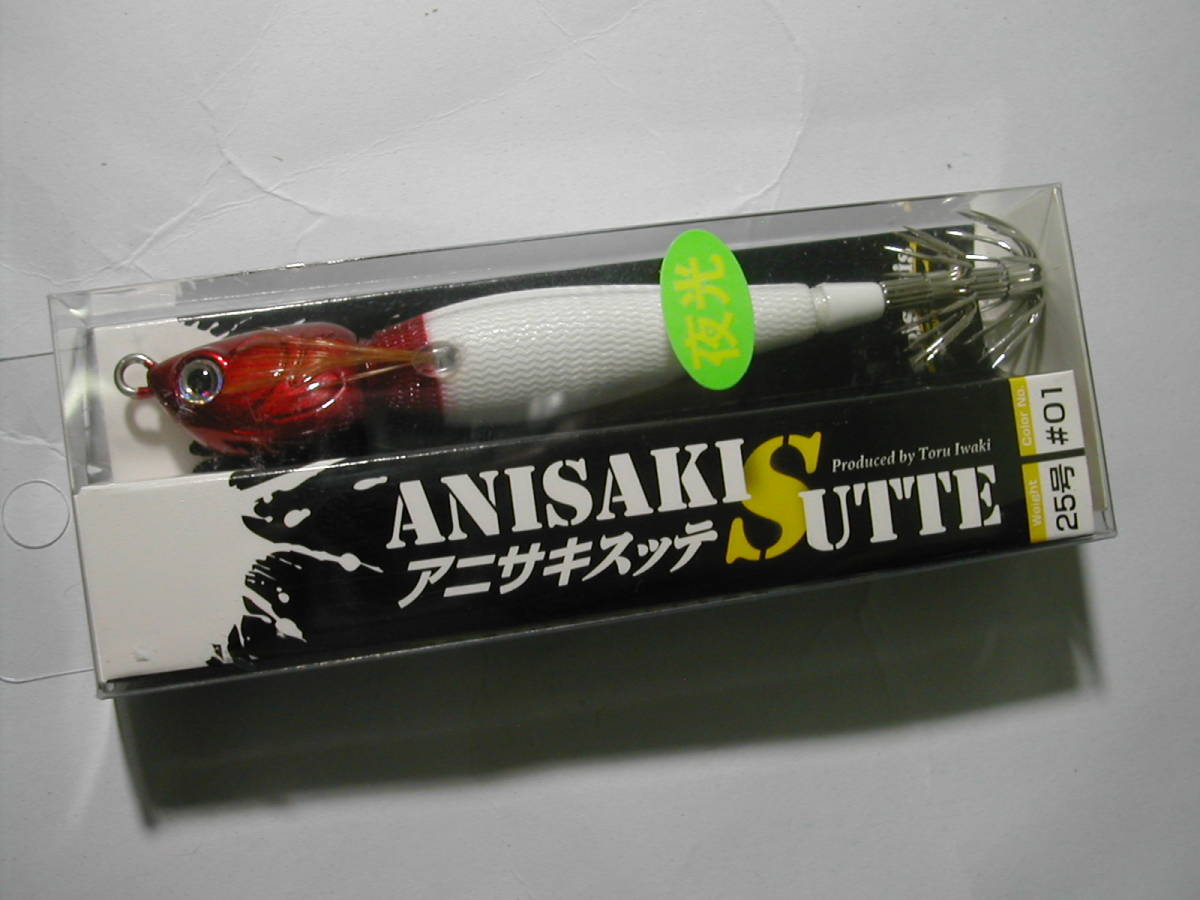 夜光
ANISAKI SUTTE
Produced by Toru Iwaki
アニサキスッテ
Color No.
#01
Weight
25号